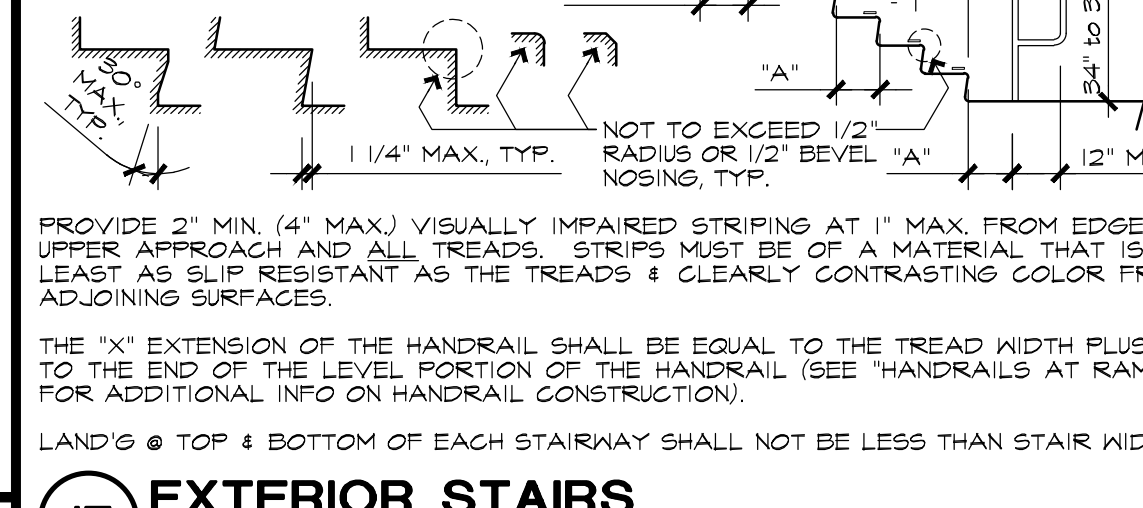 34" to 3
30°
MAX.,
TYP.
"A"
1 1/4" MAX., TYP.
NOT TO EXCEED 1/2"
RADIUS OR 1/2" BEVEL
NOSING, TYP.
"A"
12" M
PROVIDE 2" MIN. (4" MAX.) VISUALLY IMPAIRED STRIPING AT 1" MAX. FROM EDGE
UPPER APPROACH AND ALL TREADS. STRIPS MUST BE OF A MATERIAL THAT IS
LEAST AS SLIP RESISTANT AS THE TREADS & CLEARLY CONTRASTING COLOR FR
ADJOINING SURFACES.
THE "X" EXTENSION OF THE HANDRAIL SHALL BE EQUAL TO THE TREAD WIDTH PLUS
TO THE END OF THE LEVEL PORTION OF THE HANDRAIL (SEE "HANDRAILS AT RAM
FOR ADDITIONAL INFO ON HANDRAIL CONSTRUCTION).
LAND'G @ TOP & BOTTOM OF EACH STAIRWAY SHALL NOT BE LESS THAN STAIR WID
EXTERIOR STAIRS